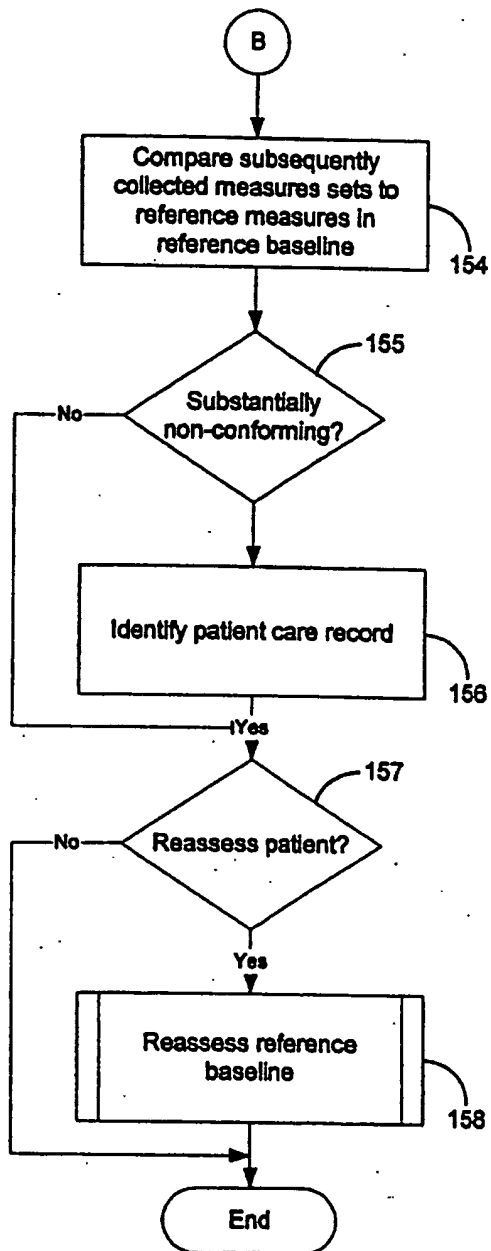 B
Compare subsequently
collected measures sets to
reference measures in
reference baseline
154
155
Substantially
non-conforming?
No
Identify patient care record
156
Yes
157
Reassess patient?
No
Yes
Reassess reference
baseline
158
End